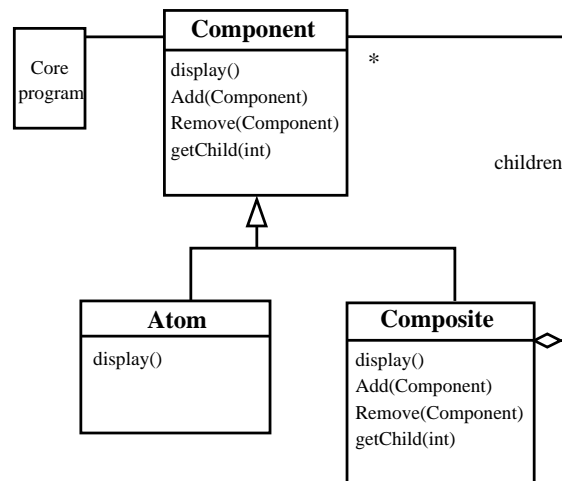 Component
Core
program
display()
Add(Component)
Remove(Component)
getChild(int)
*
children
Atom
display()
Composite
display()
Add(Component)
Remove(Component)
getChild(int)